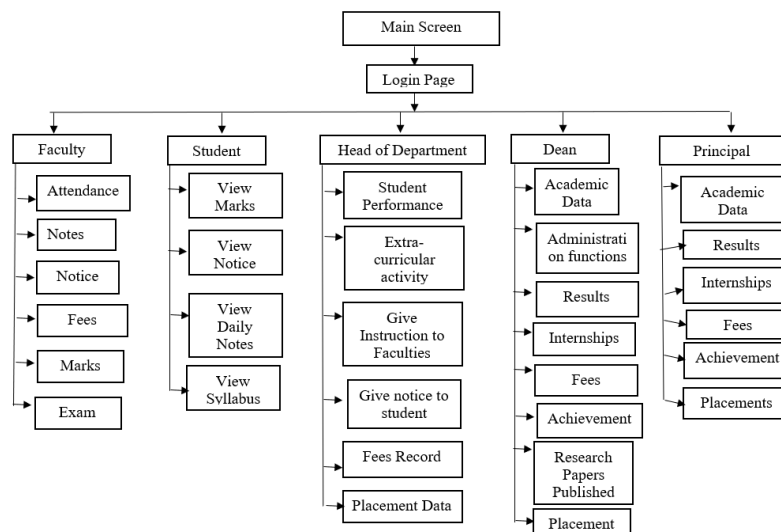 Main Screen
Login Page
Faculty
Attendance
Notes
Notice
Fees
Marks
Exam
Student
View
Marks
View
Notice
View
Daily
Notes
View
Syllabus
Head of Department
Student
Performance
Extra-
curricular
activity
Give
Instruction to
Faculties
Give notice to
student
Fees Record
Placement Data
Dean
Academic
Data
Administrati
on functions
Results
Internships
Fees
Achievement
Research
Papers
Published
Placement
Principal
Academic
Data
Results
Internships
Fees
Achievement
Placements